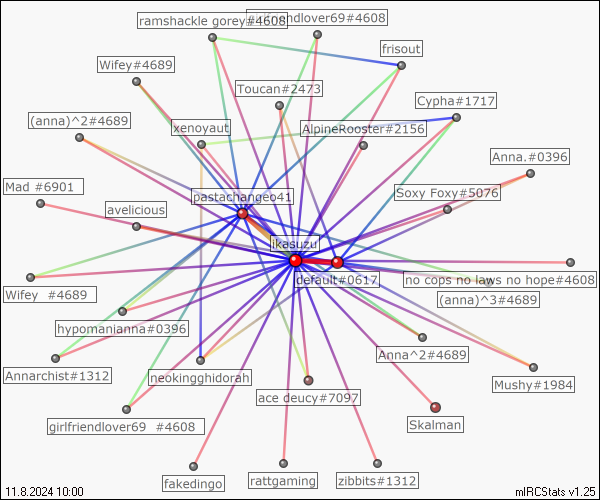 ramshackle gorey#4608
friendlover69#4608
frisout
Wifey#4689
Toucan#2473
Cypha#1717
(anna)^2#4689
xenoyaut
AlpineRooster#2156
Anna.#0396
Mad #6901
Soxy Foxy#5076
pastachangeo41
avelicious
ikasuzu
default#0617
no cops no laws no hope#4608
Wifey  #4689
(anna)^3#4689
hypomanianna#0396
Anna^2#4689
Annarchist#1312
neokingghidorah
Mushy#1984
ace deucy#7097
girlfriendlover69  #4608
Skalman
fakedingo
rattgaming
zibbits#1312
11.8.2024 10:00
mIRCStats v1.25